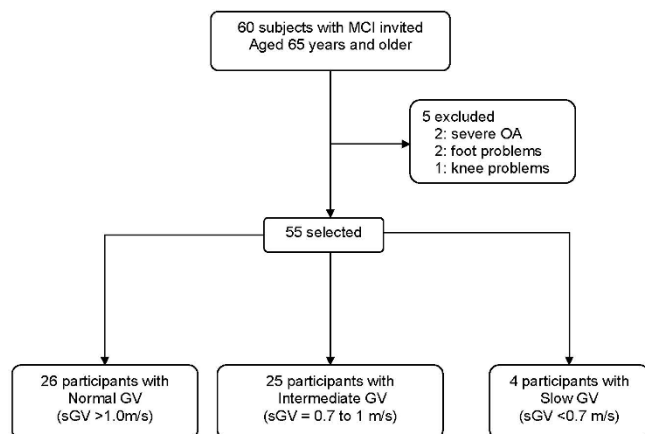 60 subjects with MCI invited
Aged 65 years and older
5 excluded
2: severe OA
2: foot problems
1: knee problems
55 selected
26 participants with
Normal GV
(sGV >1.0m/s)
25 participants with
Intermediate GV
(sGV = 0.7 to 1 m/s)
4 participants with
Slow GV
(sGV <0.7 m/s)